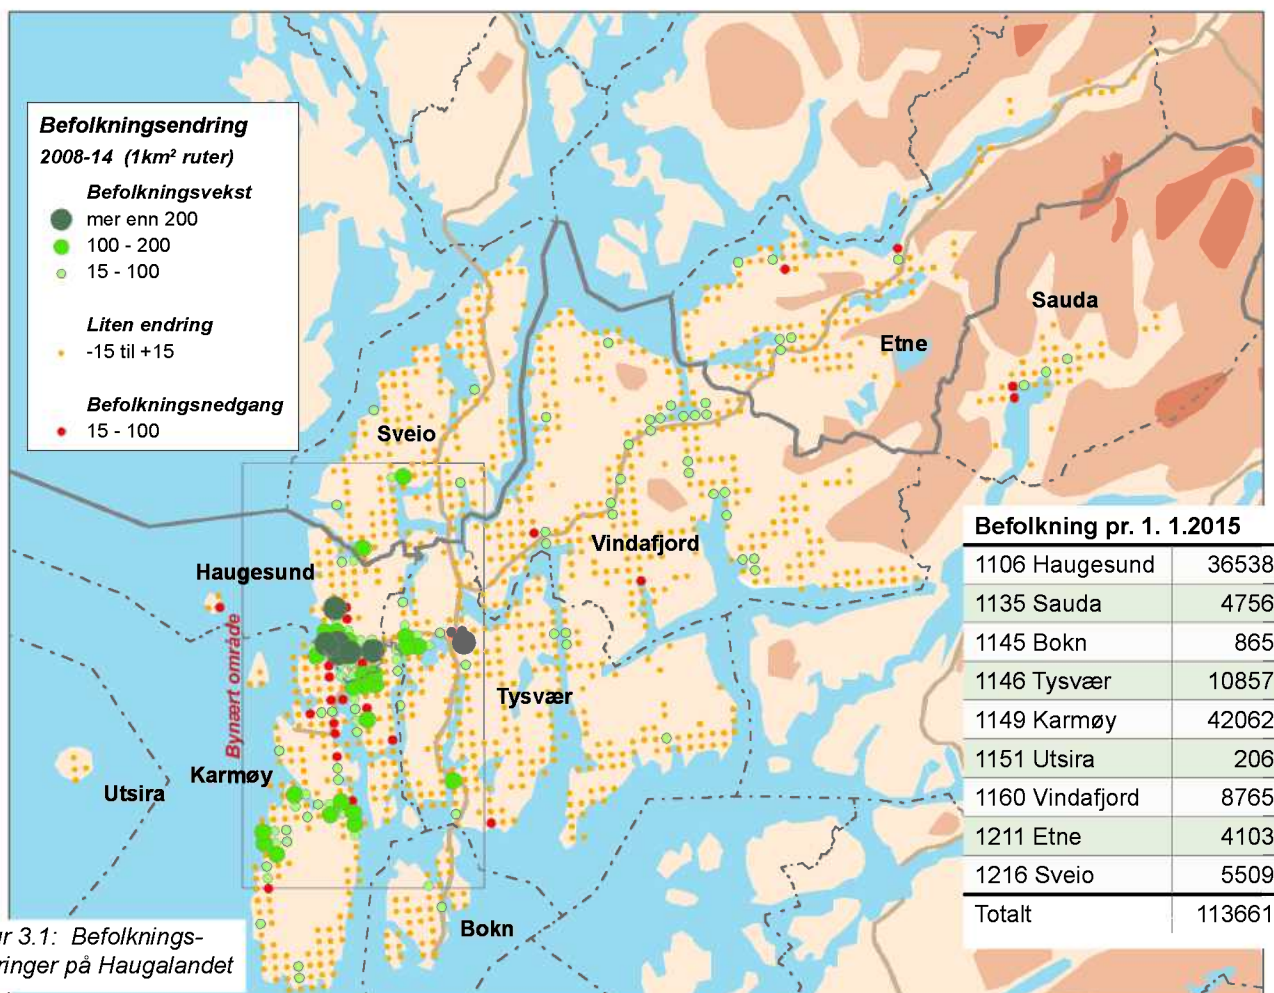 Befolkningsendring
2008-14 (1km² ruter)
Befolkningsvekst
mer enn 200
100 - 200
15 - 100
Liten endring
-15 til +15
Befolkningsnedgang
15 - 100
Sauda
Etne
Sveio
Vindafjord
Haugesund
Bynært område
Tysvær
Karmøy
Utsira
Bokn
Befolkning pr. 1. 1.2015
1106 Haugesund 36538
1135 Sauda 4756
1145 Bokn 865
1146 Tysvær 10857
1149 Karmøy 42062
1151 Utsira 206
1160 Vindafjord 8765
1211 Etne 4103
1216 Sveio 5509
Totalt 113661
3.1: Befolknings-
ringer på Haugalandet